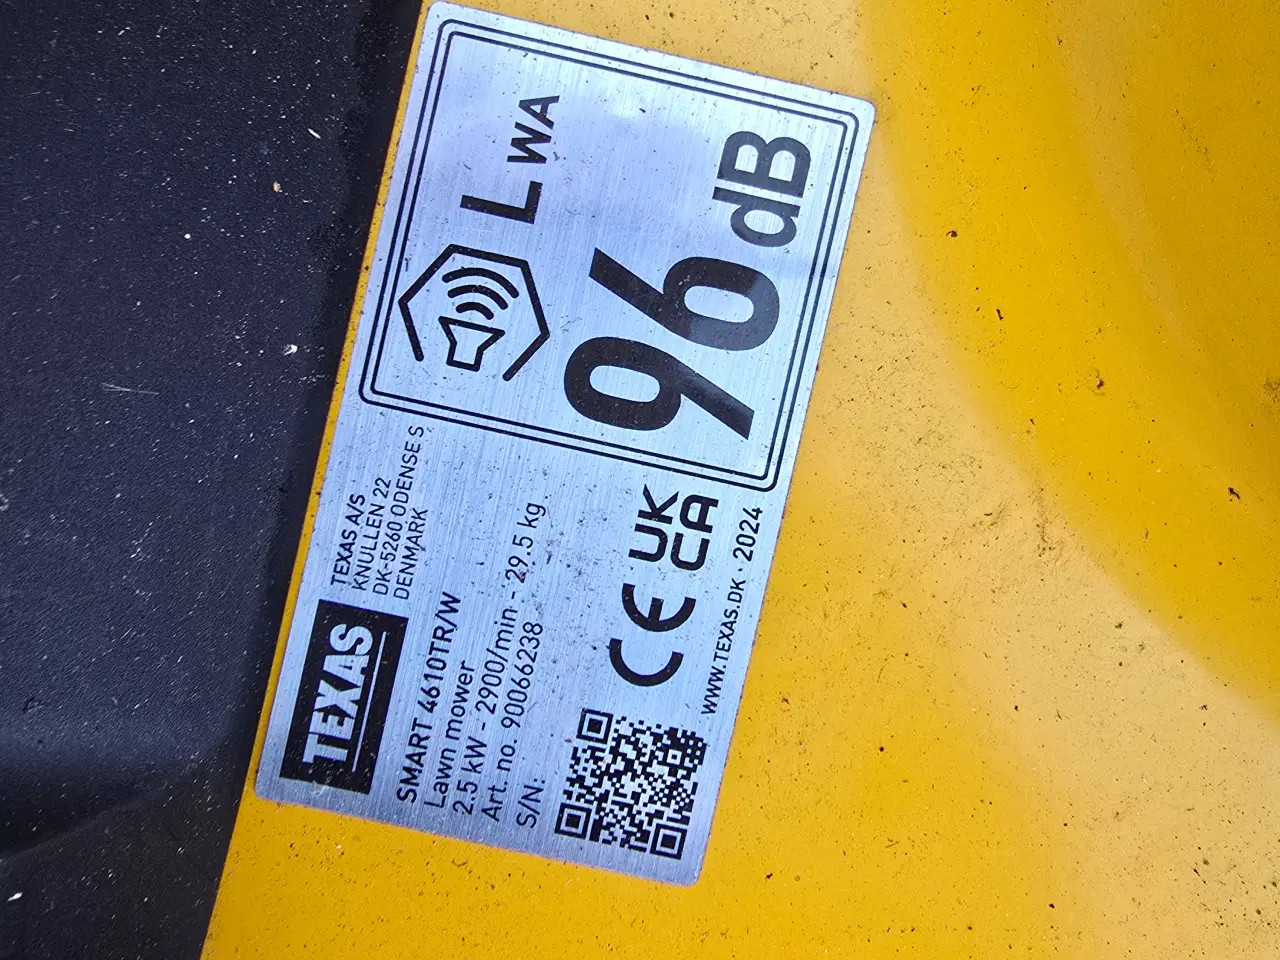 TEXAS
TEXAS A/S
KNULLEN 22
DK-5260 ODENSE S
DENMARK
SMART 4610TR/W
Lawn mower
2.5 kW - 2900/min - 29.5 kg
Art. no. 90066238
S/N:
CE UK
CA
WWW.TEXAS.DK · 2024
LWA
96 dB